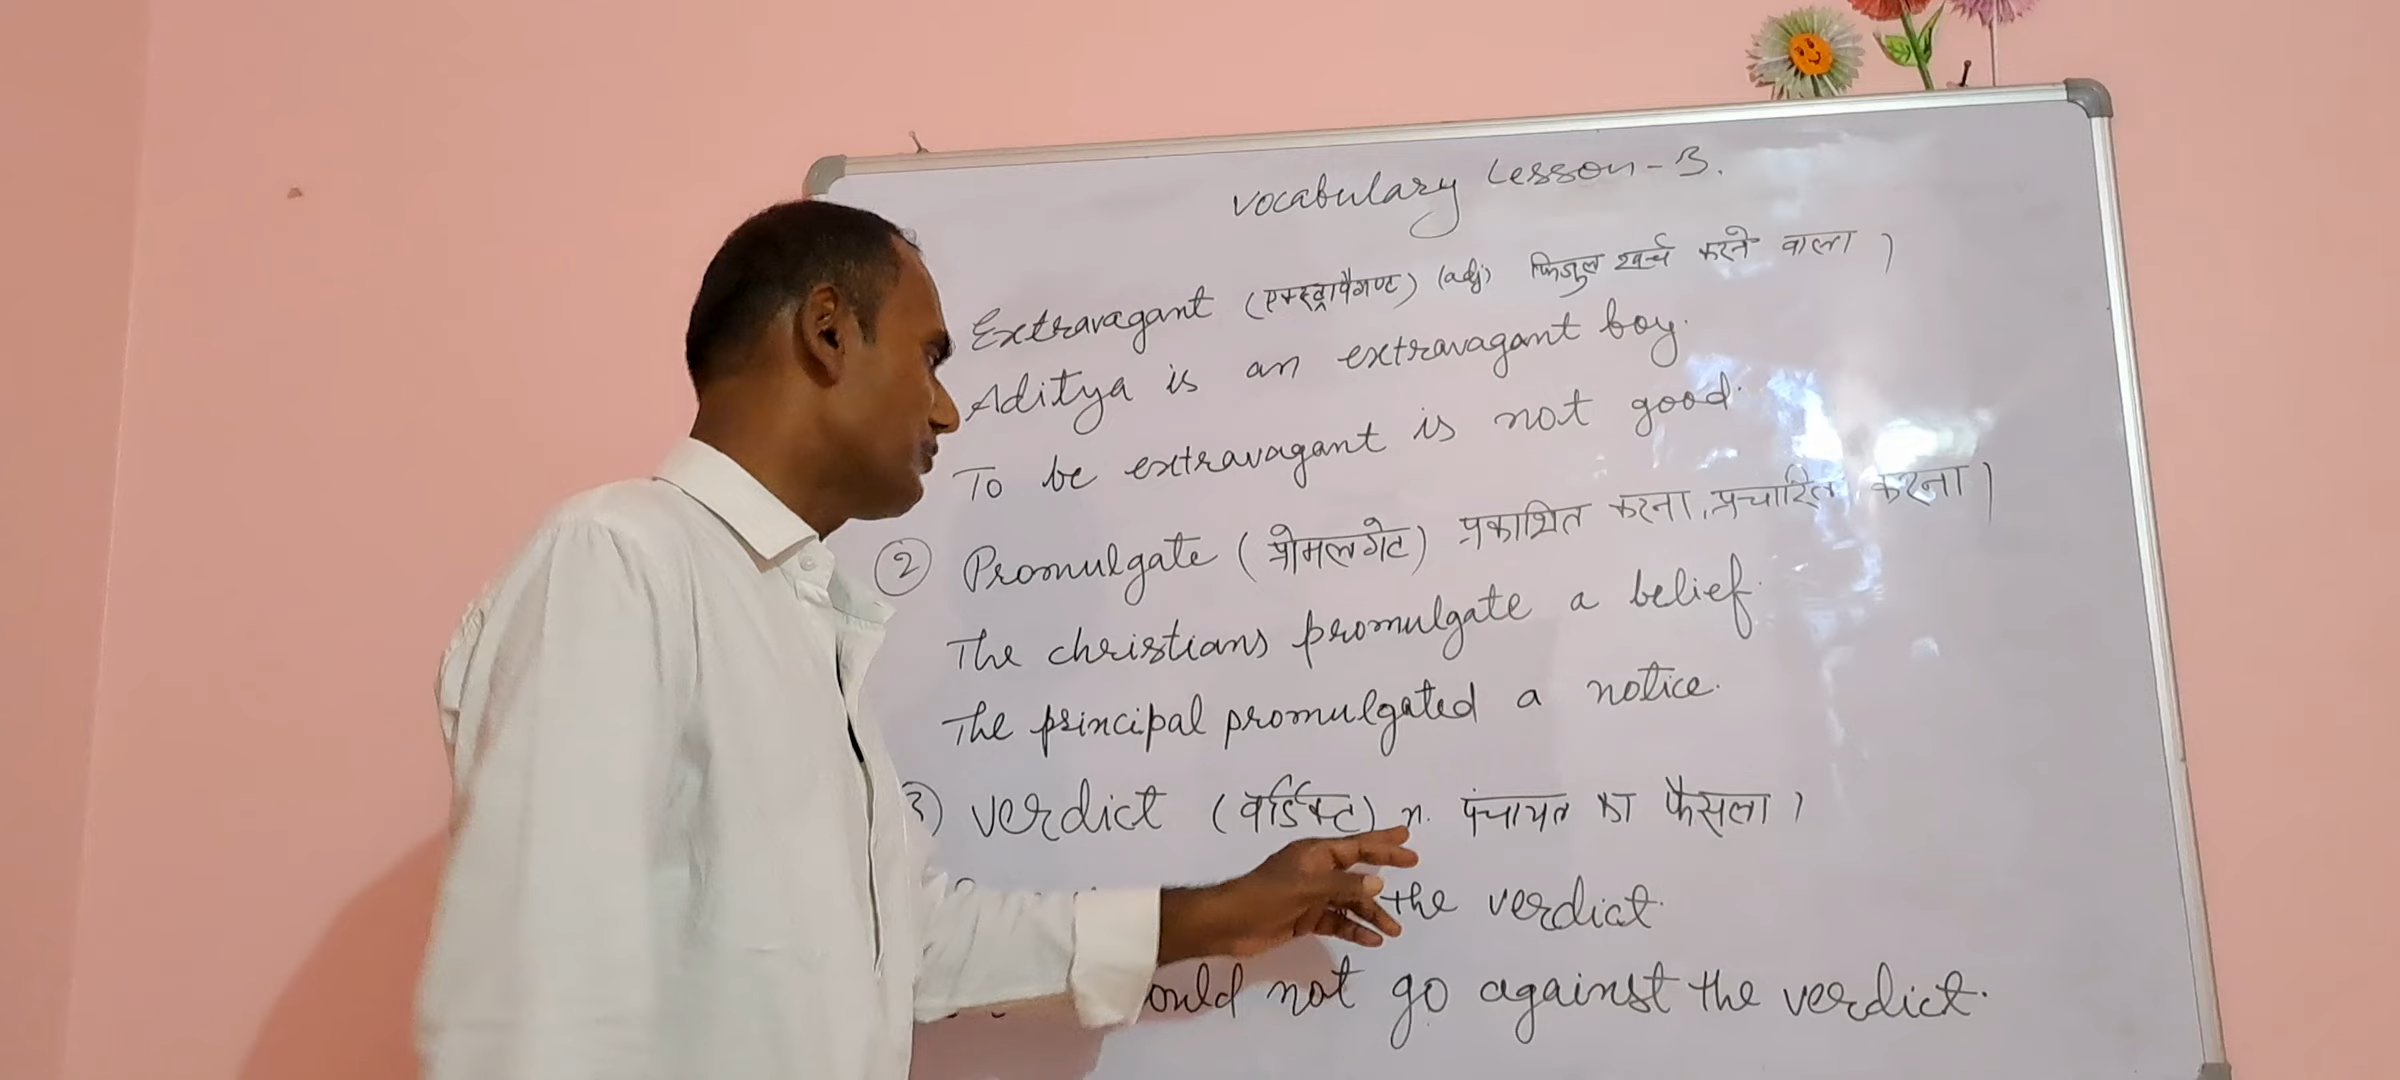 Vocabulary Lesson-3.
Extravagant (एक्स्ट्रावैगण्ट) (adj) फिजुल खर्च करने वाला।
Aditya is an extravagant boy.
To be extravagant is not good.
② Promulgate (प्रोमलगेट) प्रकाशित करना, प्रचारित करना।
The christians promulgate a belief.
The principal promulgated a notice.
3) verdict (वर्डिक्ट) n. पंचायत का फैसला।
the verdict.
ould not go against the verdict.